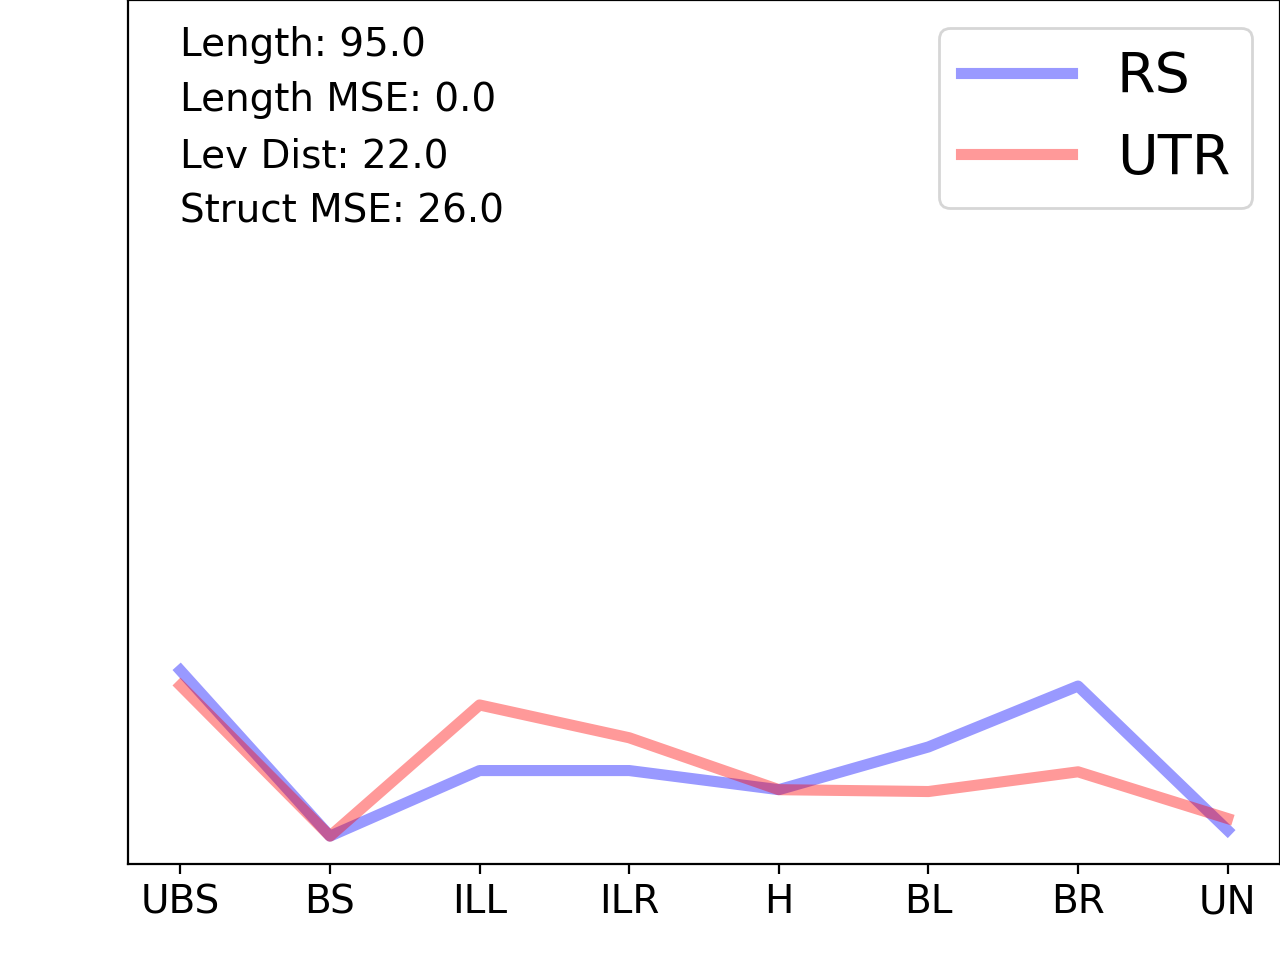 Length: 95.0
Length MSE: 0.0
Lev Dist: 22.0
Struct MSE: 26.0
RS
UTR
UBS BS ILL ILR H BL BR UN